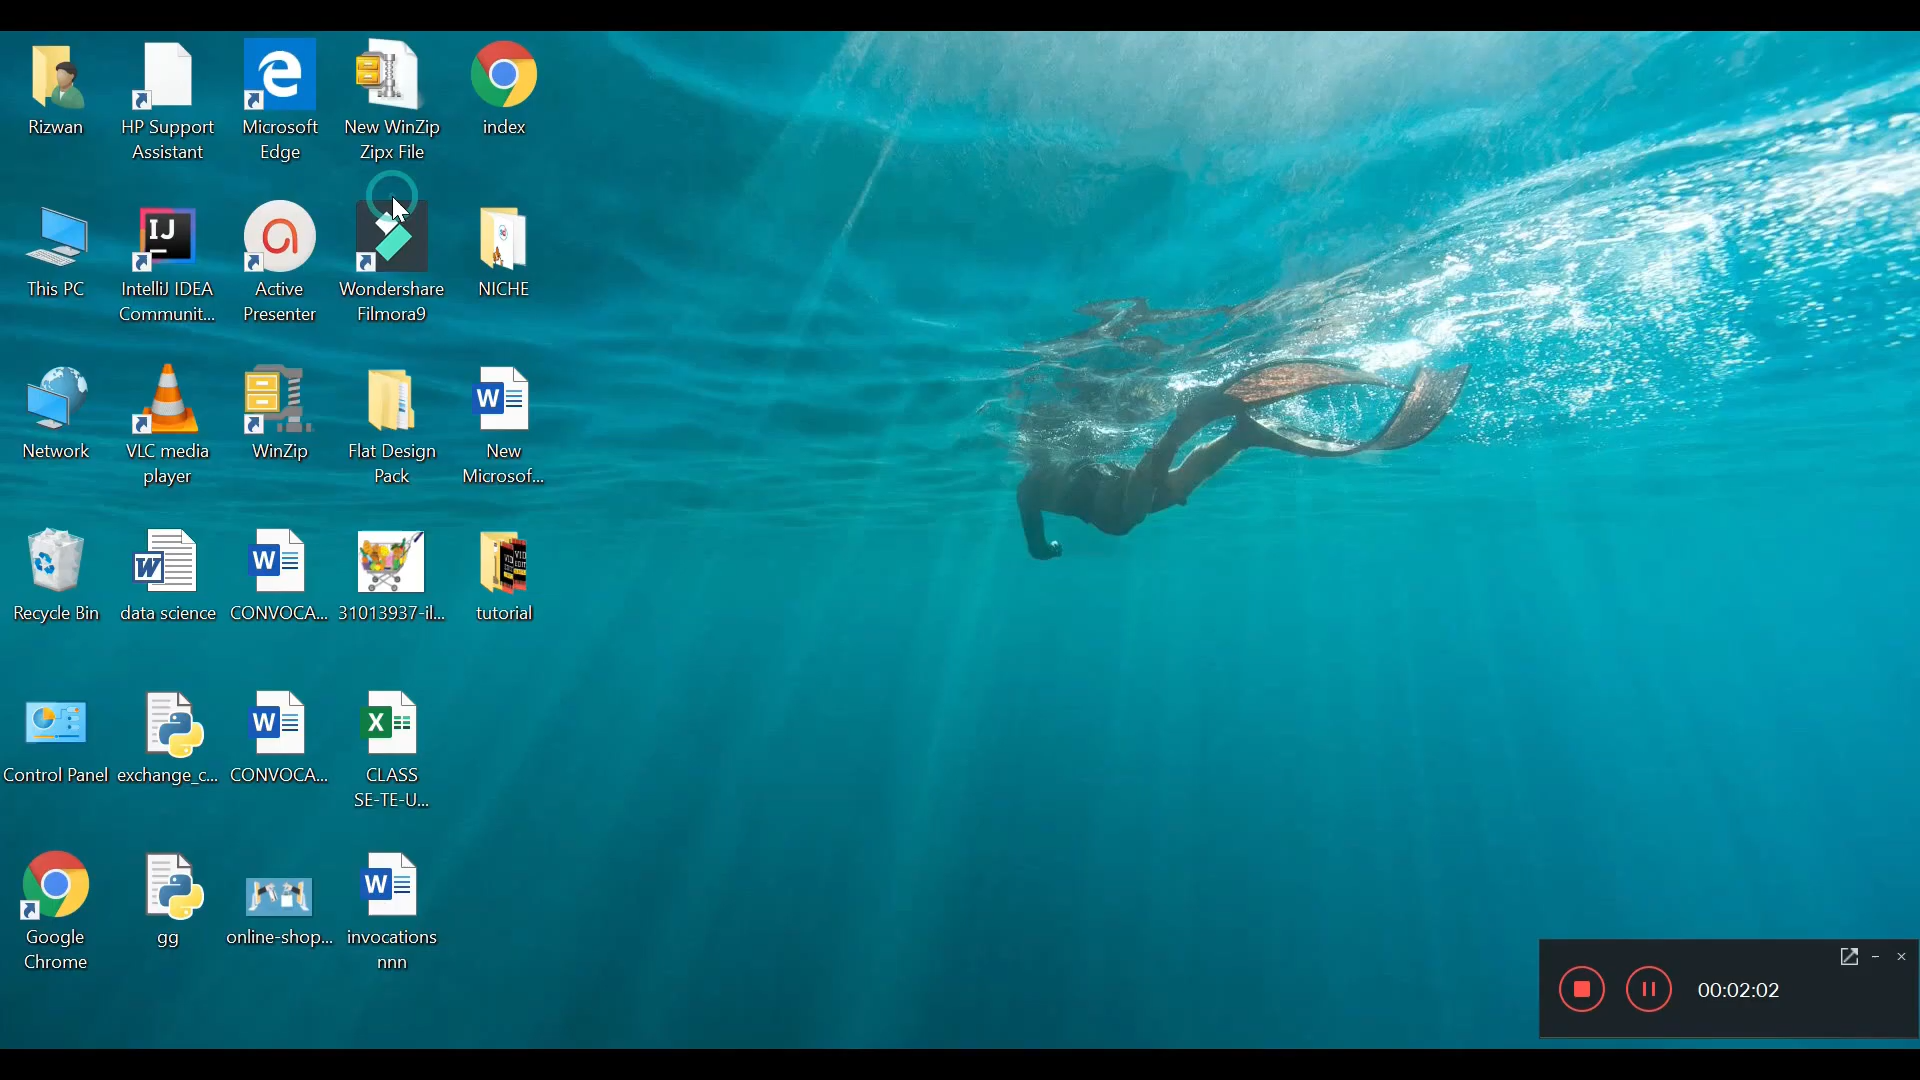 Rizwan
HP Support
Assistant
Microsoft
Edge
New WinZip
Zipx File
index
This PC
IJ
IntelliJ IDEA
Communit...
Active
Presenter
Wondershare
Filmora9
NICHE
Network
VLC media
player
WinZip
Flat Design
Pack
W
New
Microsof...
Recycle Bin
W
data science
W
CONVOCA...
31013937-il...
tutorial
Control Panel
exchange_c...
W
CONVOCA...
X
CLASS
SE-TE-U...
Google
Chrome
gg
online-shop...
W
invocations
nnn
00:02:02